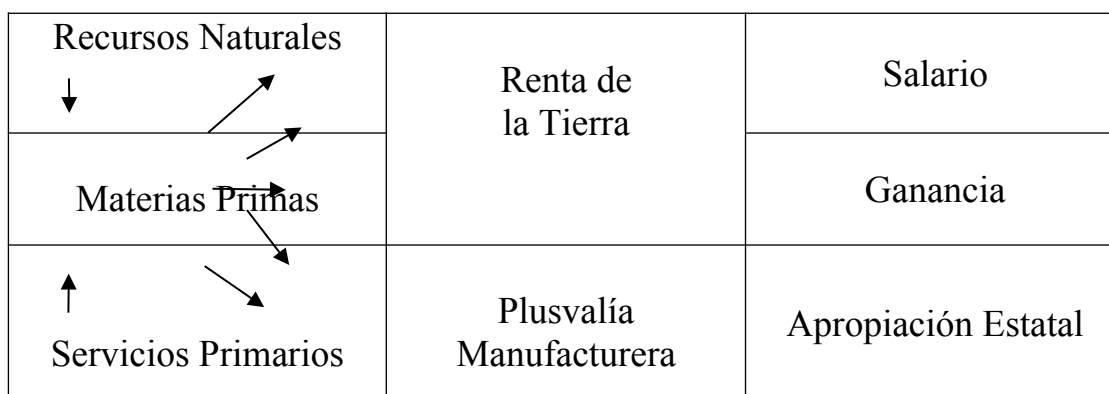 Recursos Naturales
Materias Primas
Servicios Primarios
Renta de
la Tierra
Plusvalía
Manufacturera
Salario
Ganancia
Apropiación Estatal